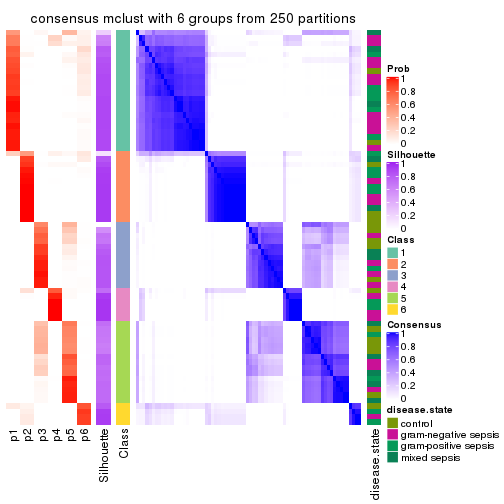 consensus mclust with 6 groups from 250 partitions
Prob
1
0.8
0.6
0.4
0.2
0
Silhouette
1
0.8
0.6
0.4
0.2
0
Class
1
2
3
4
5
6
Consensus
1
0.8
0.6
0.4
0.2
0
disease.state
control
gram-negative sepsis
gram-positive sepsis
mixed sepsis
p1
p2
p3
p4
p5
p6
Silhouette
Class
disease.state